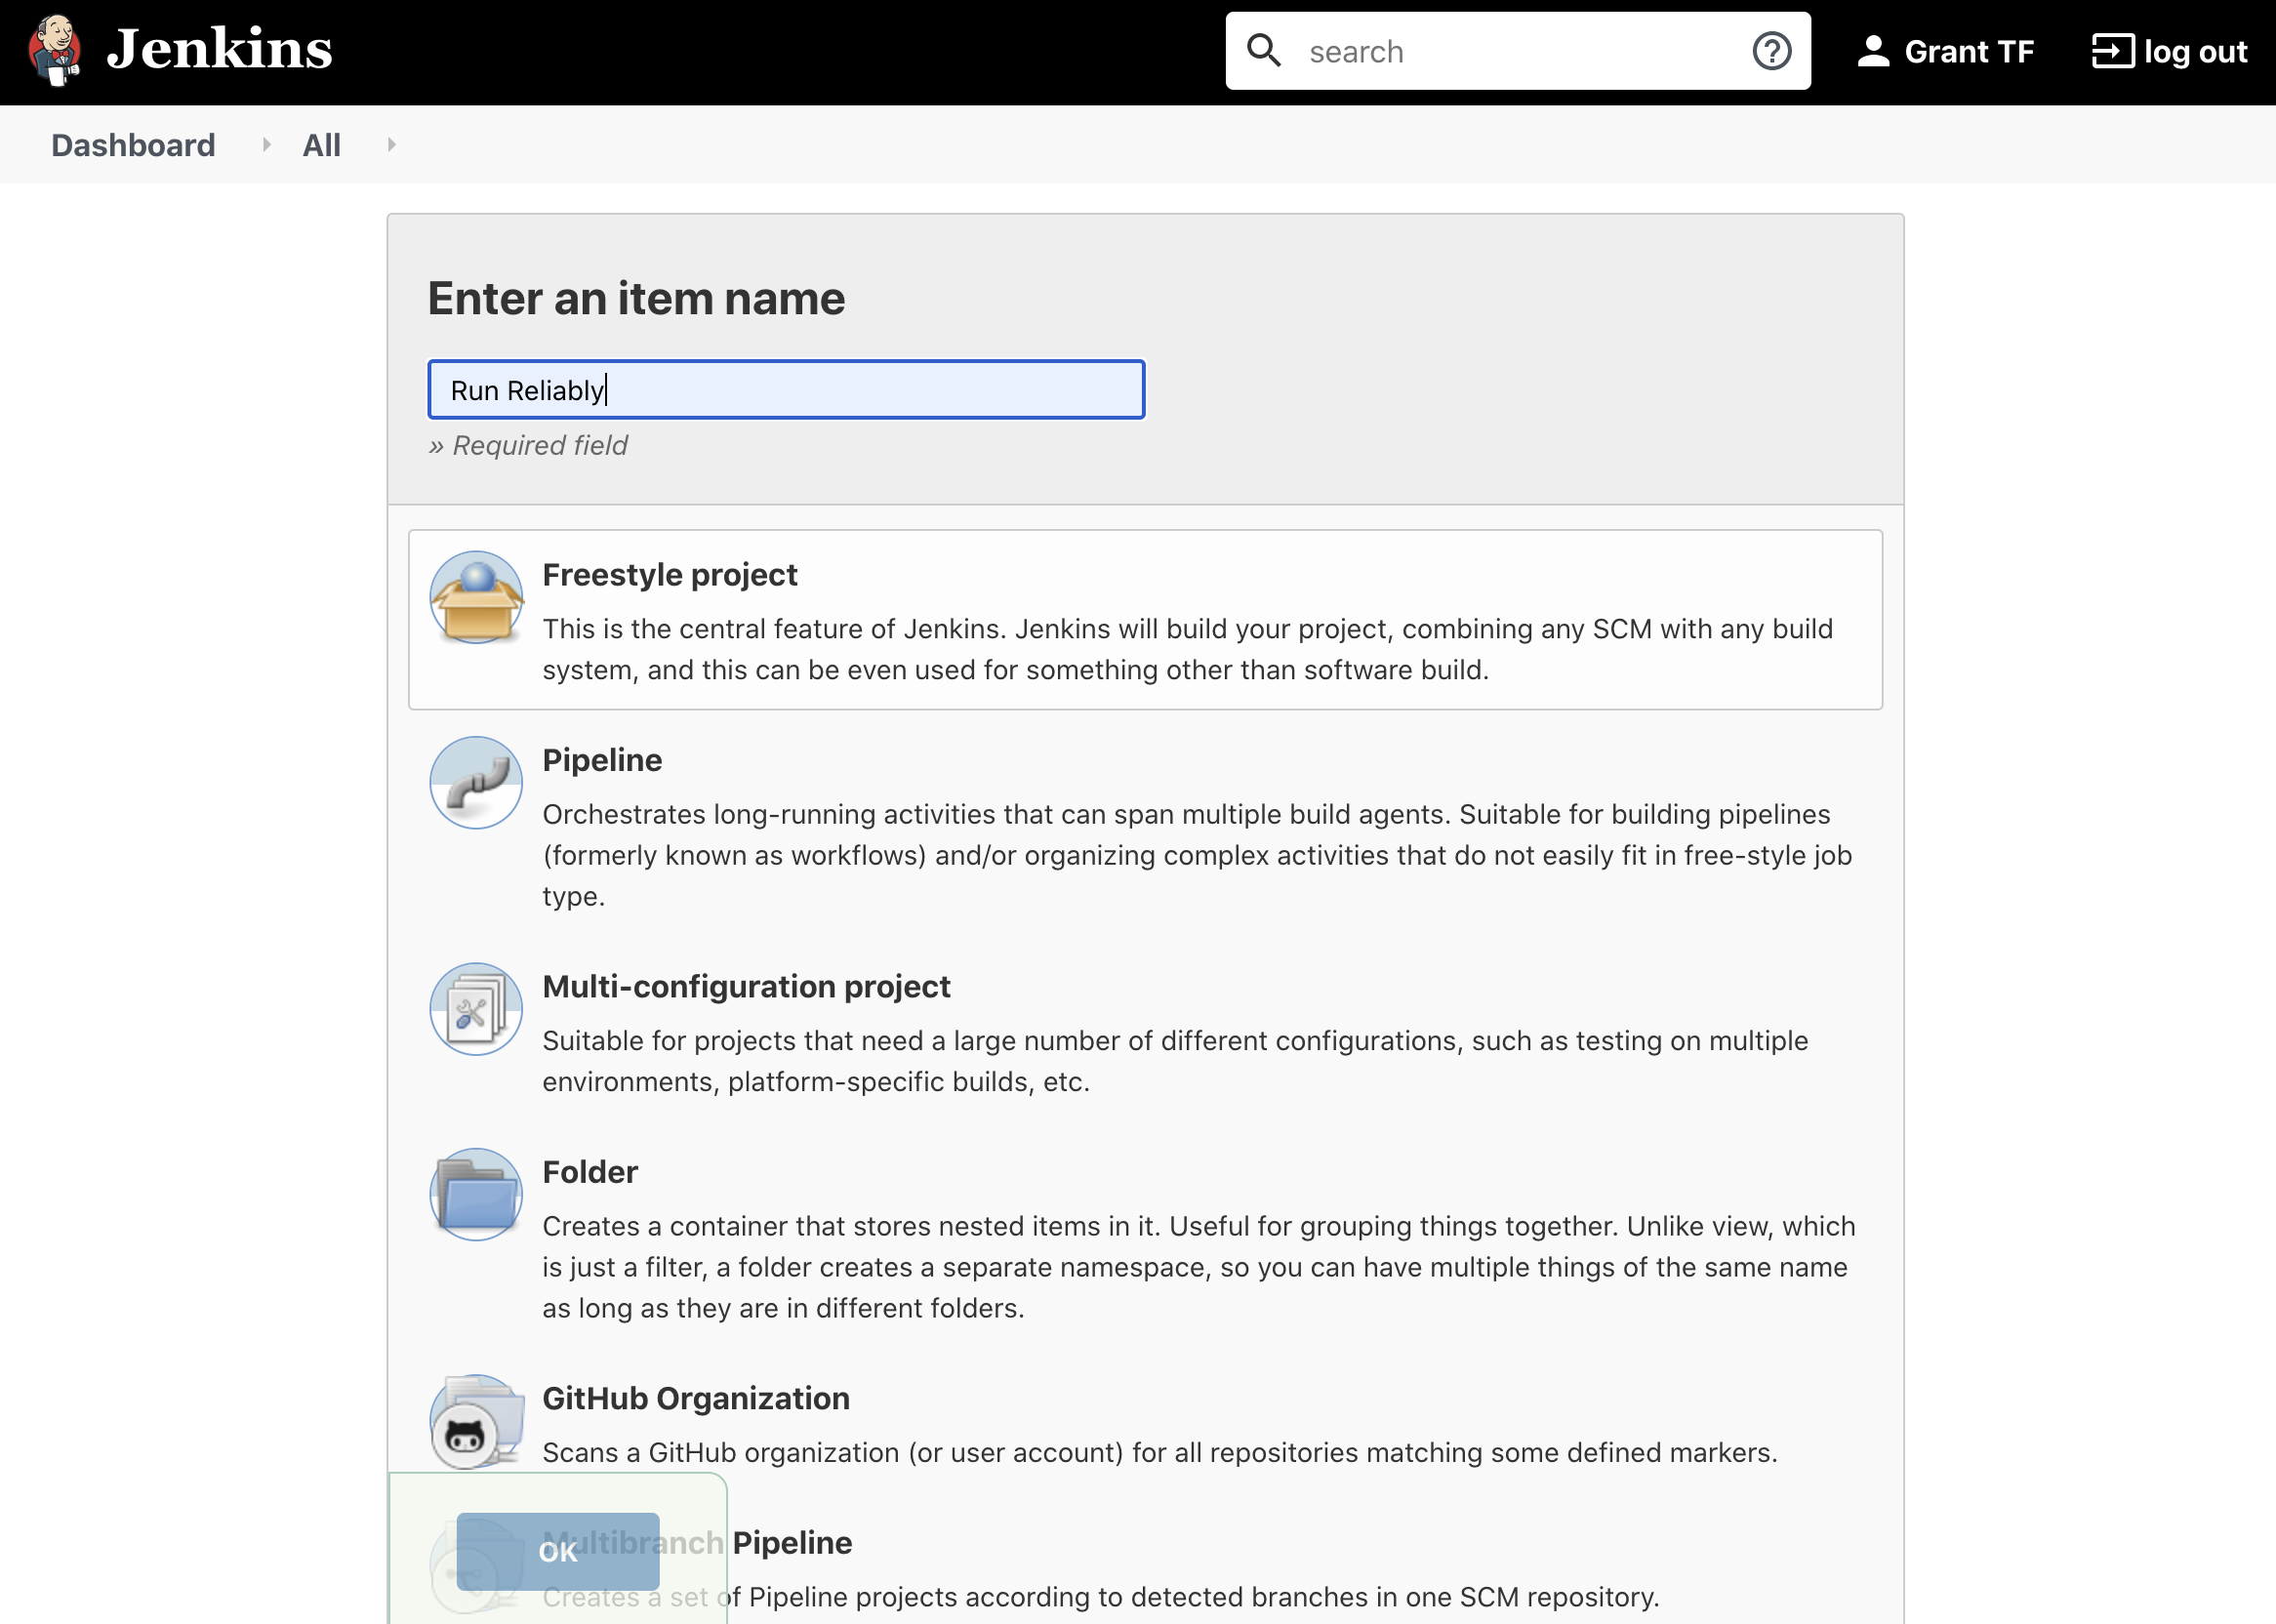 Jenkins
search
Grant TF
log out
Dashboard
All
Enter an item name
Run Reliably
» Required field
Freestyle project
This is the central feature of Jenkins. Jenkins will build your project, combining any SCM with any build
system, and this can be even used for something other than software build.
Pipeline
Orchestrates long-running activities that can span multiple build agents. Suitable for building pipelines
(formerly known as workflows) and/or organizing complex activities that do not easily fit in free-style job
type.
Multi-configuration project
Suitable for projects that need a large number of different configurations, such as testing on multiple
environments, platform-specific builds, etc.
Folder
Creates a container that stores nested items in it. Useful for grouping things together. Unlike view, which
is just a filter, a folder creates a separate namespace, so you can have multiple things of the same name
as long as they are in different folders.
GitHub Organization
Scans a GitHub organization (or user account) for all repositories matching some defined markers.
Multibranch Pipeline
OK
Creates a set of Pipeline projects according to detected branches in one SCM repository.